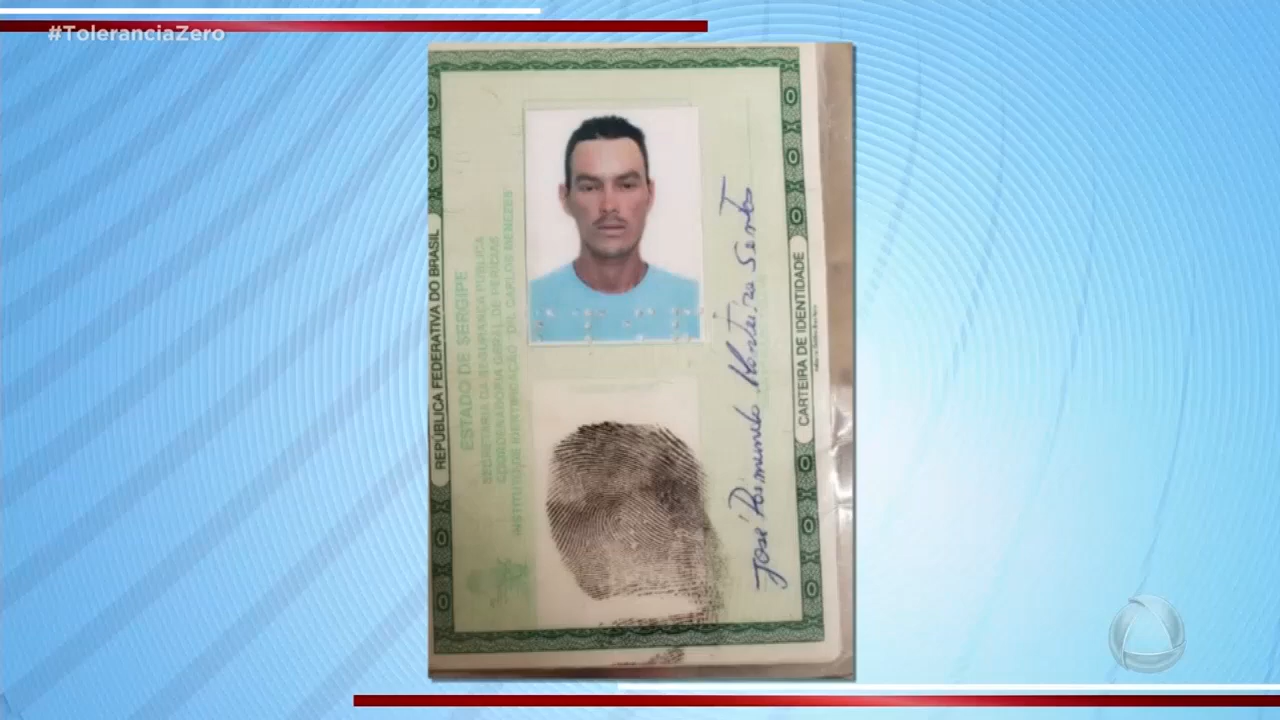 #ToleranciaZero
REPÚBLICA FEDERATIVA DO BRASIL
ESTADO DE SERGIPE
SECRETARIA DA SEGURANÇA PÚBLICA
COORDENADORIA GERAL DE PERÍCIAS
INSTITUTO DE IDENTIFICAÇÃO "DR. CARLOS MENEZES"
José Raimundo Monteiro Santos
CARTEIRA DE IDENTIDADE